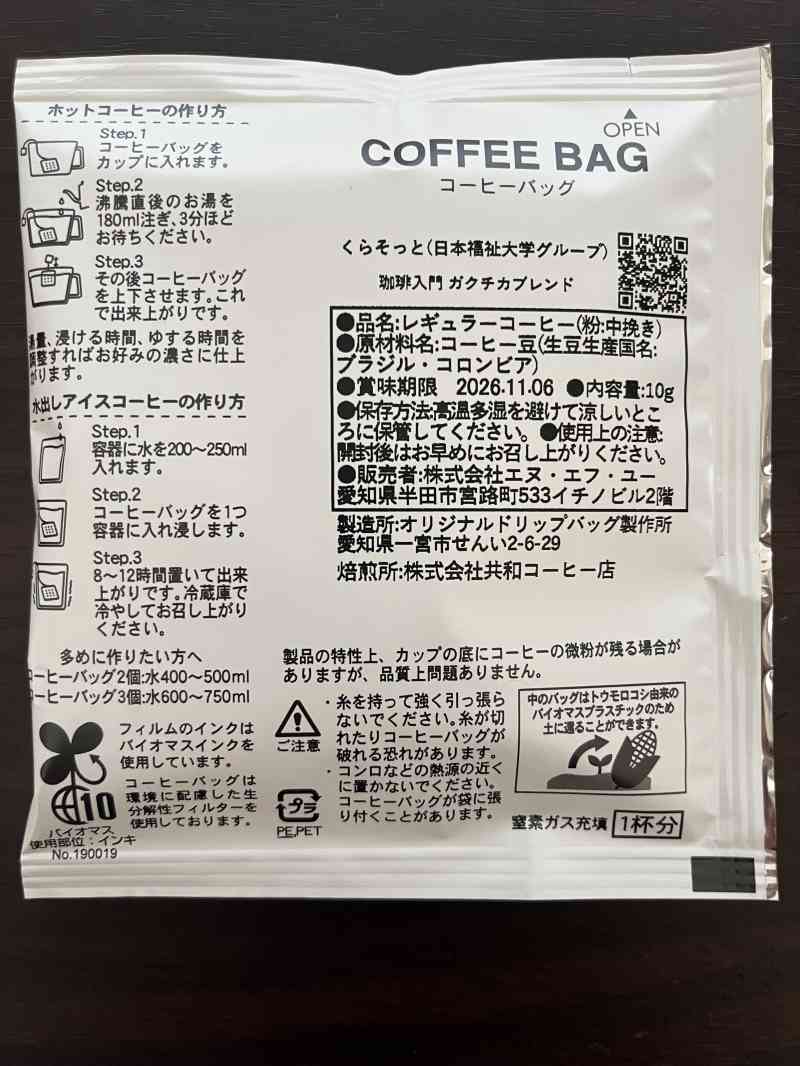 ホットコーヒーの作り方
Step.1
コーヒーバッグを
カップに入れます。
Step.2
沸騰直後のお湯を
180ml注ぎ、3分ほど
お待ちください。
Step.3
その後コーヒーバッグ
を上下させます。これ
で出来上がりです。
量、浸ける時間、ゆする時間を
調整すればお好みの濃さに仕上
がります。
水出しアイスコーヒーの作り方
Step.1
容器に水を200〜250ml
入れます。
Step.2
コーヒーバッグを1つ
容器に入れ浸します。
Step.3
8〜12時間置いて出来
上がりです。冷蔵庫で
冷やしてお召し上がり
ください。
多めに作りたい方へ
コーヒーバッグ2個:水400〜500ml
コーヒーバッグ3個:水600〜750ml
フィルムのインクは
バイオマスインクを
使用しています。
コーヒーバッグは
環境に配慮した生
分解性フィルターを
使用しております。
10
バイオマス
使用部位:インキ
No.190019
▲
OPEN
COFFEE BAG
コーヒーバッグ
くらそっと(日本福祉大学グループ)
珈琲入門 ガクチカブレンド
●品名:レギュラーコーヒー(粉:中挽き)
●原材料名:コーヒー豆(生豆生産国名:
ブラジル・コロンビア)
●賞味期限 2026.11.06 ●内容量:10g
●保存方法:高温多湿を避けて涼しいとこ
ろに保管してください。●使用上の注意:
開封後はお早めにお召し上がりください。
●販売者:株式会社エヌ・エフ・ユー
愛知県半田市宮路町533イチノビル2階
製造所:オリジナルドリップバッグ製作所
愛知県一宮市せんい2-6-29
焙煎所:株式会社共和コーヒー店
製品の特性上、カップの底にコーヒーの微粉が残る場合が
ありますが、品質上問題ありません。
ご注意
・糸を持って強く引っ張ら
ないでください。糸が切
れたりコーヒーバッグが
破れる恐れがあります。
・コンロなどの熱源の近く
に置かないでください。
コーヒーバッグが袋に張
り付くことがあります。
プラ
PE,PET
中のバッグはトウモロコシ由来の
バイオマスプラスチックのため
土に還ることができます。
窒素ガス充填 1杯分